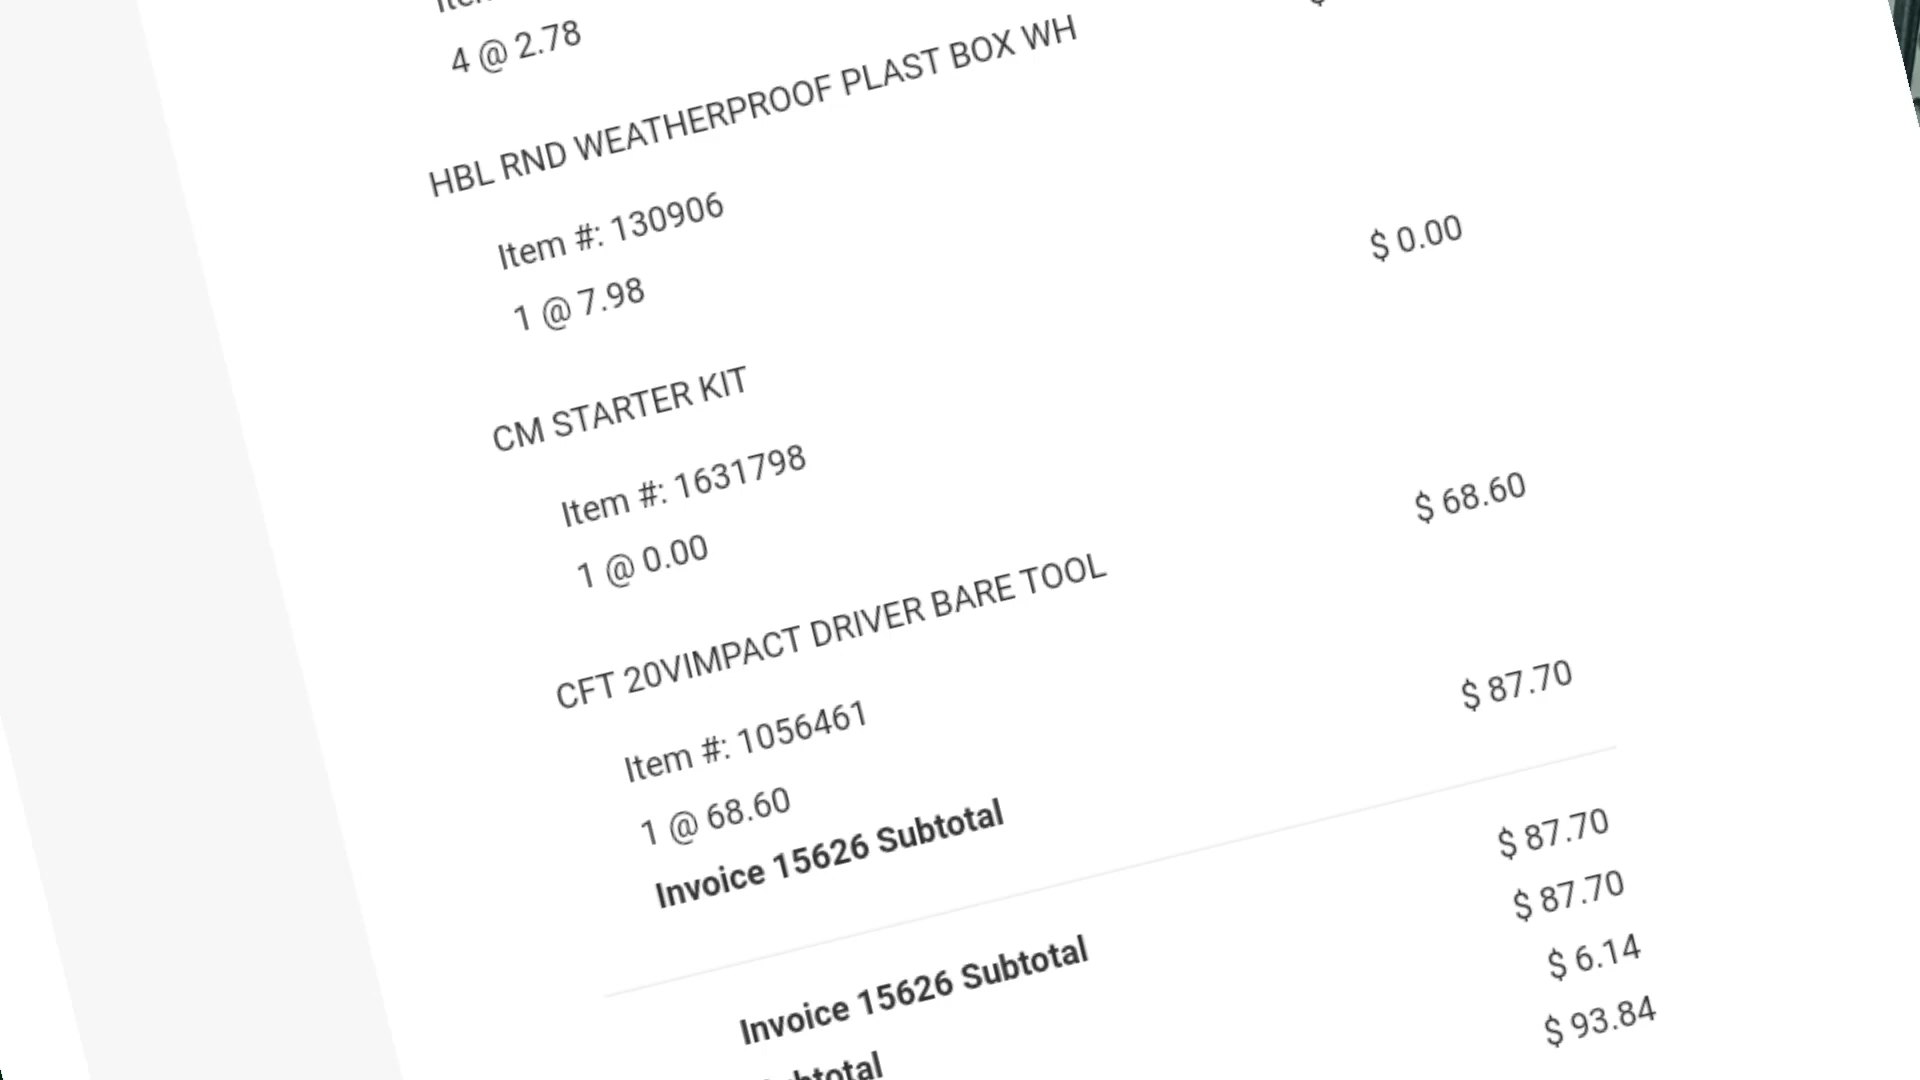 4 @ 2.78
HBL RND WEATHERPROOF PLAST BOX WH
Item #: 130906
1 @ 7.98
$ 0.00
CM STARTER KIT
Item #: 1631798
1 @ 0.00
$ 68.60
CFT 20VIMPACT DRIVER BARE TOOL
Item #: 1056461
1 @ 68.60
Invoice 15626 Subtotal
$ 87.70
Invoice 15626 Subtotal
$ 87.70
$ 87.70
$ 6.14
$ 93.84